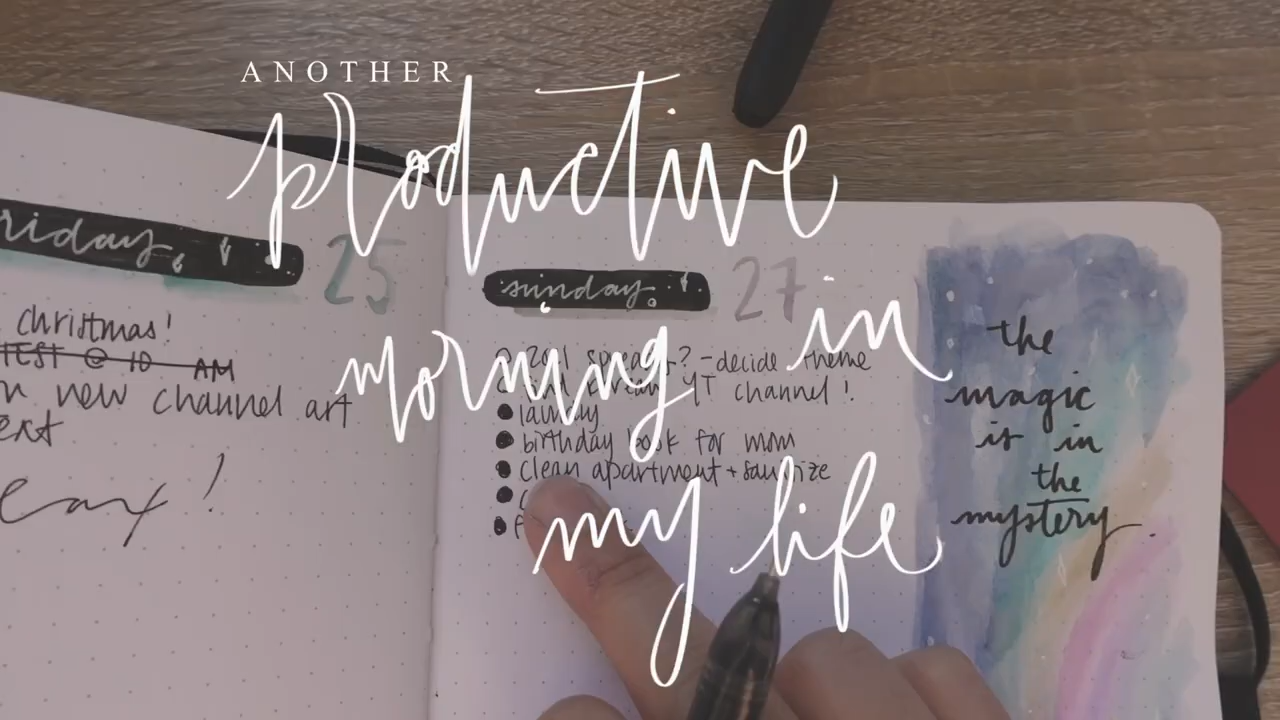 ANOTHER
productive
morning in
my life
riday
25
christmas!
TEST @ 10 AM
new channel art
sunday
27
2021 spreads? - decide theme
YT channel!
laundry
birthday book for mom
clean apartment + sanitize
the
magic
is in
the
mystery